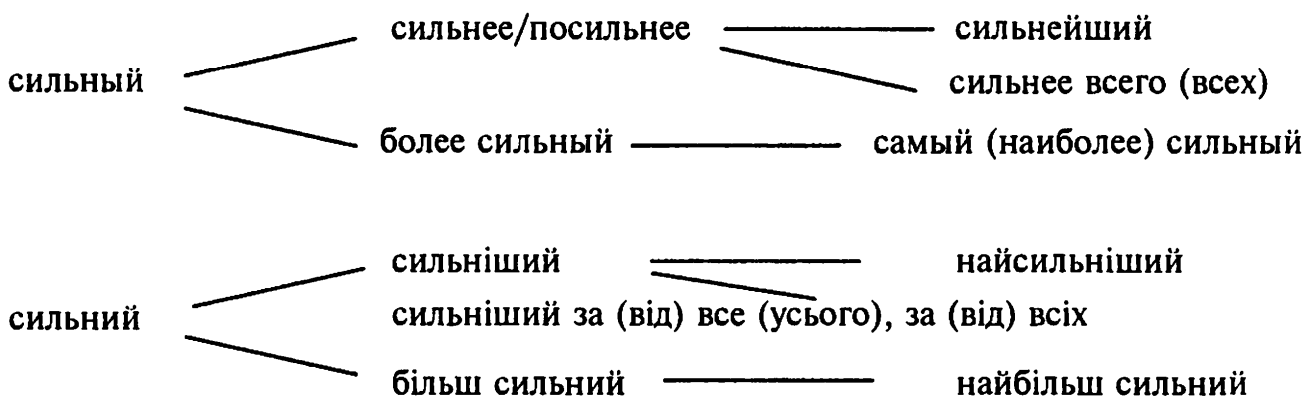 сильнее/посильнее сильнейший
сильный
сильнее всего (всех)
более сильный самый (наиболее) сильный
сильніший найсильніший
сильний
сильніший за (від) все (усього), за (від) всіх
більш сильний найбільш сильний